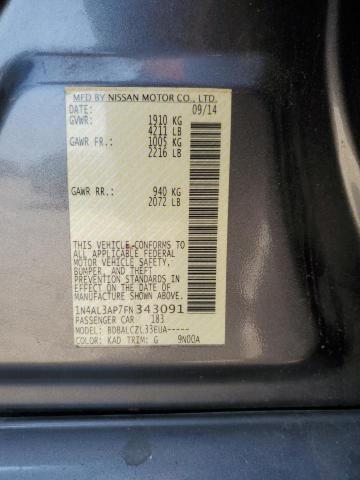 MFD BY NISSAN MOTOR CO., LTD.
DATE: 09/14
GVWR: 1910 KG
4211 LB
GAWR FR.: 1005 KG
2216 LB
GAWR RR.: 940 KG
2072 LB
THIS VEHICLE CONFORMS TO
ALL APPLICABLE FEDERAL
MOTOR VEHICLE SAFETY,
BUMPER, AND THEFT
PREVENTION STANDARDS
IN EFFECT ON THE DATE OF
MANUFACTURE SHOWN ABOVE.
1N4AL3AP7FN343091
PASSENGER CAR 183
MODEL: BDBALCZL33EUA-----
COLOR: KAD TRIM: G 9N00A